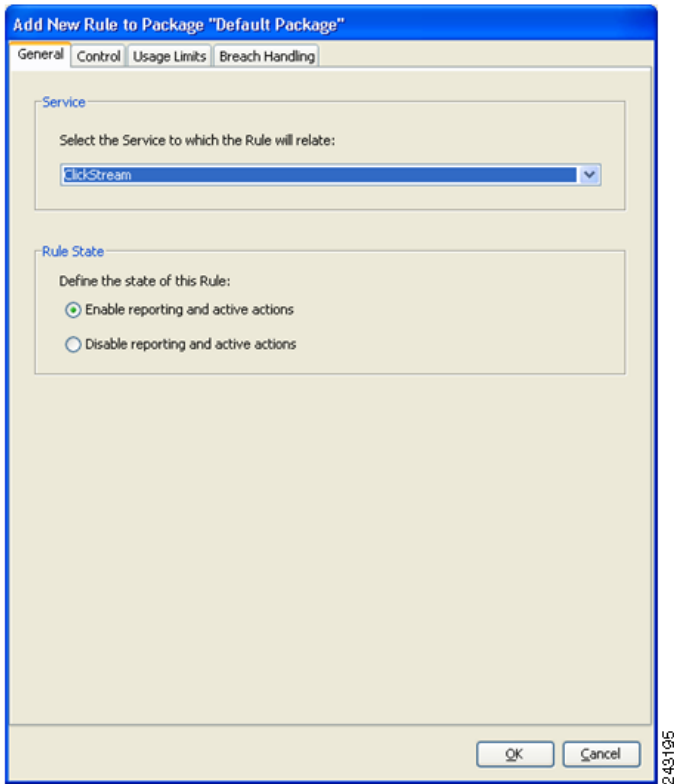 Add New Rule to Package "Default Package"
General Control Usage Limits Breach Handling
Service
Select the Service to which the Rule will relate:
ClickStream
Rule State
Define the state of this Rule:
Enable reporting and active actions
Disable reporting and active actions
OK Cancel
243195